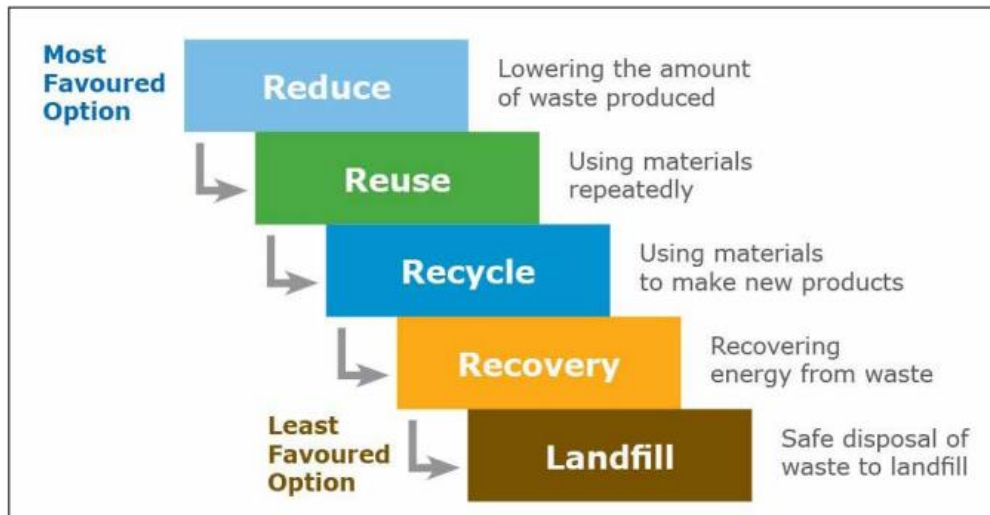 Most
Favoured
Option
Reduce
Lowering the amount
of waste produced
Reuse
Using materials
repeatedly
Recycle
Using materials
to make new products
Recovery
Recovering
energy from waste
Least
Favoured
Option
Landfill
Safe disposal of
waste to landfill